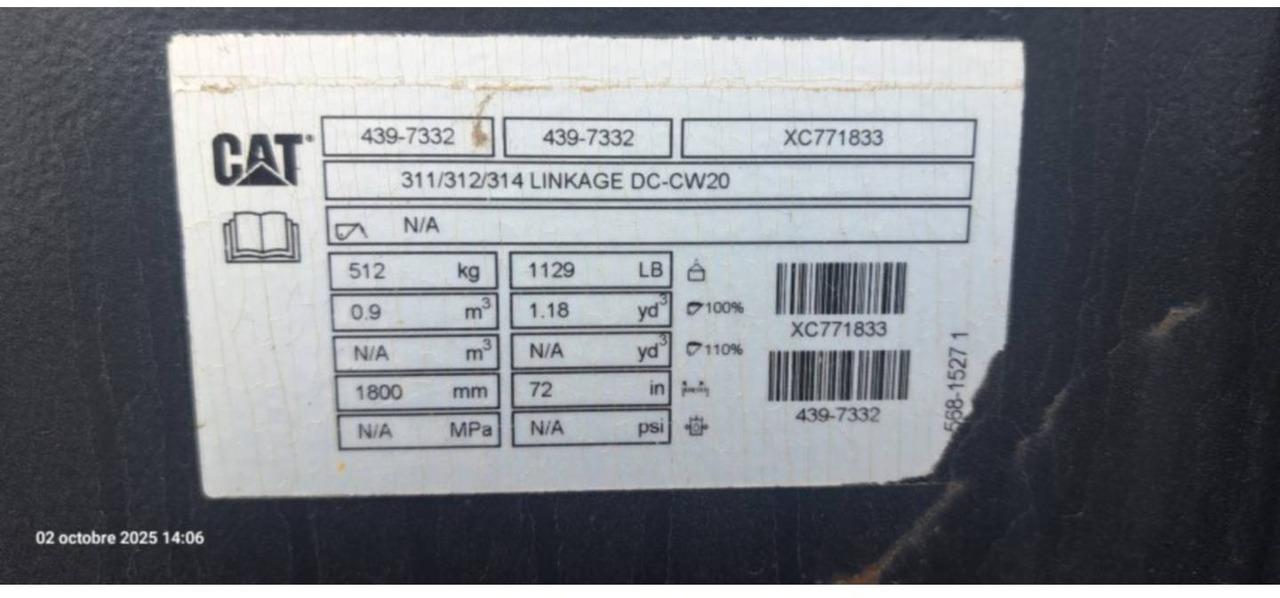 CAT
439-7332 439-7332 XC771833
311/312/314 LINKAGE DC-CW20
N/A
512 kg 1129 LB
0.9 m³ 1.18 yd³ 100%
XC771833
N/A m³ N/A yd³ 110%
1800 mm 72 in
439-7332
N/A MPa N/A psi
568-1527 1
02 octobre 2025 14:06